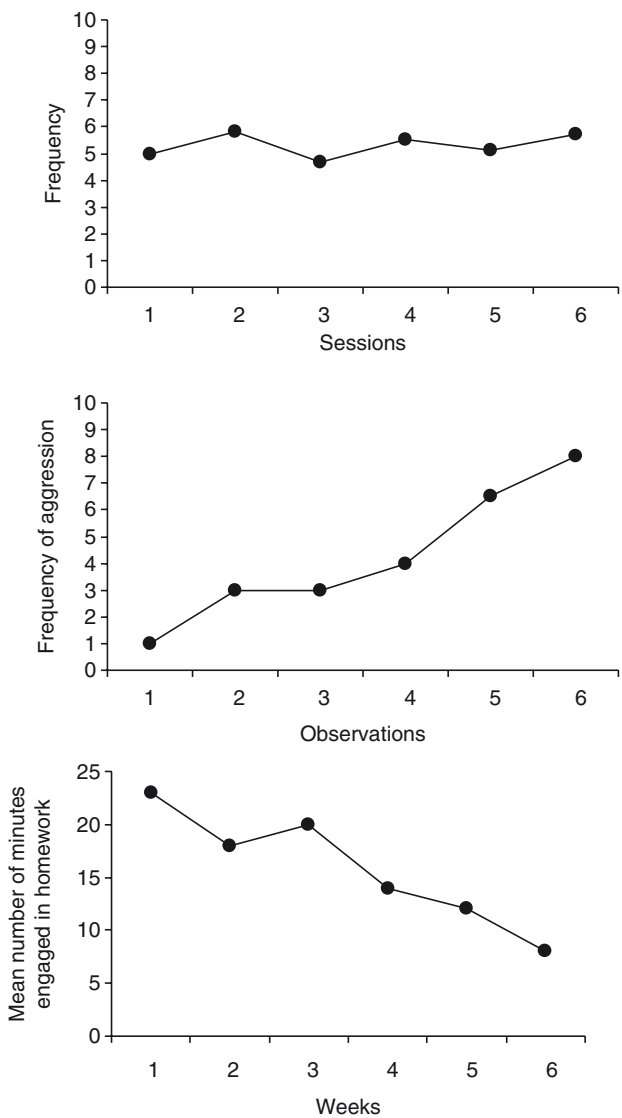 10
9
8
7
6
5
4
3
2
1
0
Frequency
1 2 3 4 5 6
Sessions
10
9
8
7
6
5
4
3
2
1
0
Frequency of aggression
1 2 3 4 5 6
Observations
25
20
15
10
5
0
Mean number of minutes
engaged in homework
1 2 3 4 5 6
Weeks